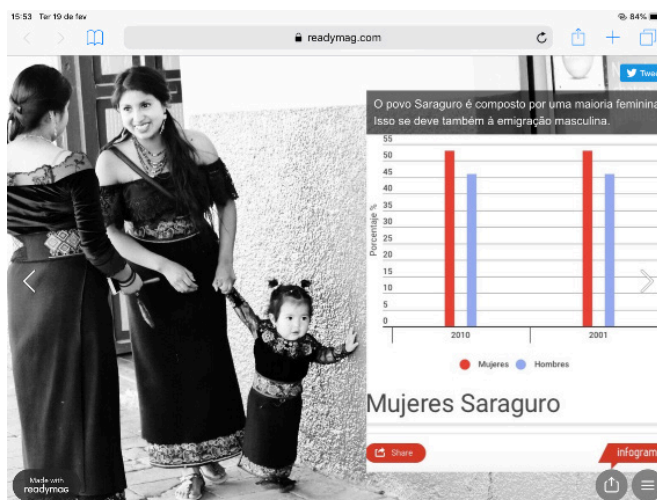 15:53 Ter 19 de fev
84%
readymag.com
Twee
O povo Saraguro é composto por uma maioria feminina
Isso se deve também à emigração masculina.
Porcentaje %
55
50
45
40
35
30
25
20
15
10
5
0
2010
2001
Mujeres
Hombres
Mujeres Saraguro
Share
infogram
Made with
readymag